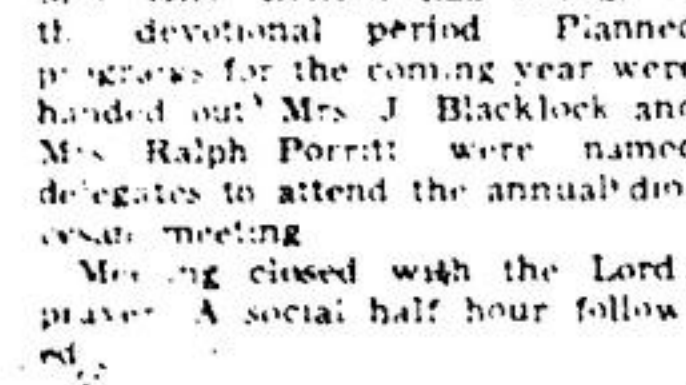 the devotional period Planned
programs for the coming year were
handed out Mrs J Blacklock and
Mrs Ralph Porritt were named
delegates to attend the annual dio
cesan meeting
Meeting closed with the Lord
prayer A social half hour follow
ed